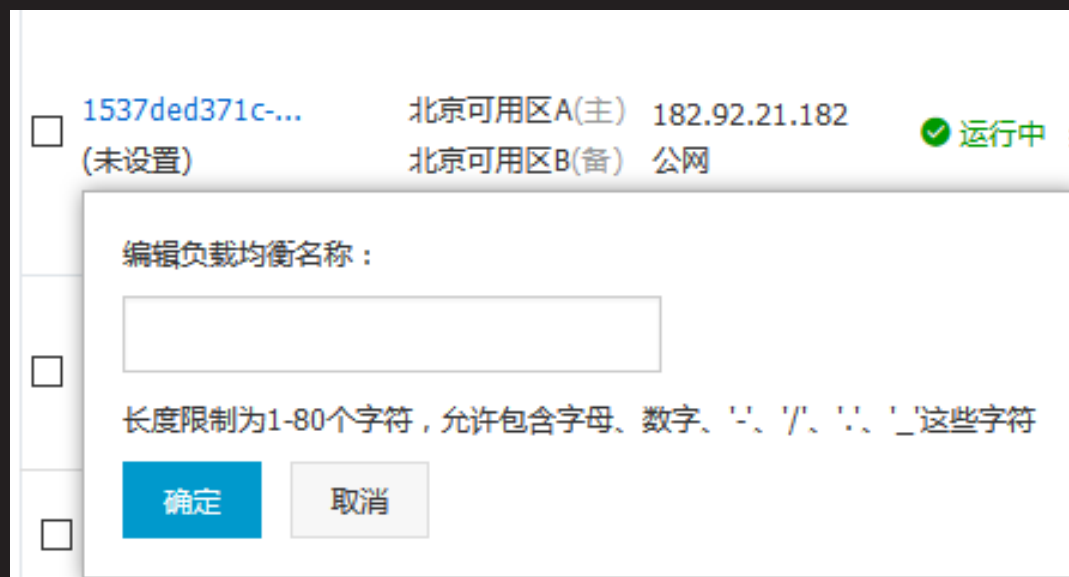 1537ded371c-... 北京可用区A(主) 182.92.21.182 运行中
(未设置) 北京可用区B(备) 公网
编辑负载均衡名称：
长度限制为1-80个字符，允许包含字母、数字、'-'、'/'、'.'、'_'这些字符
确定 取消